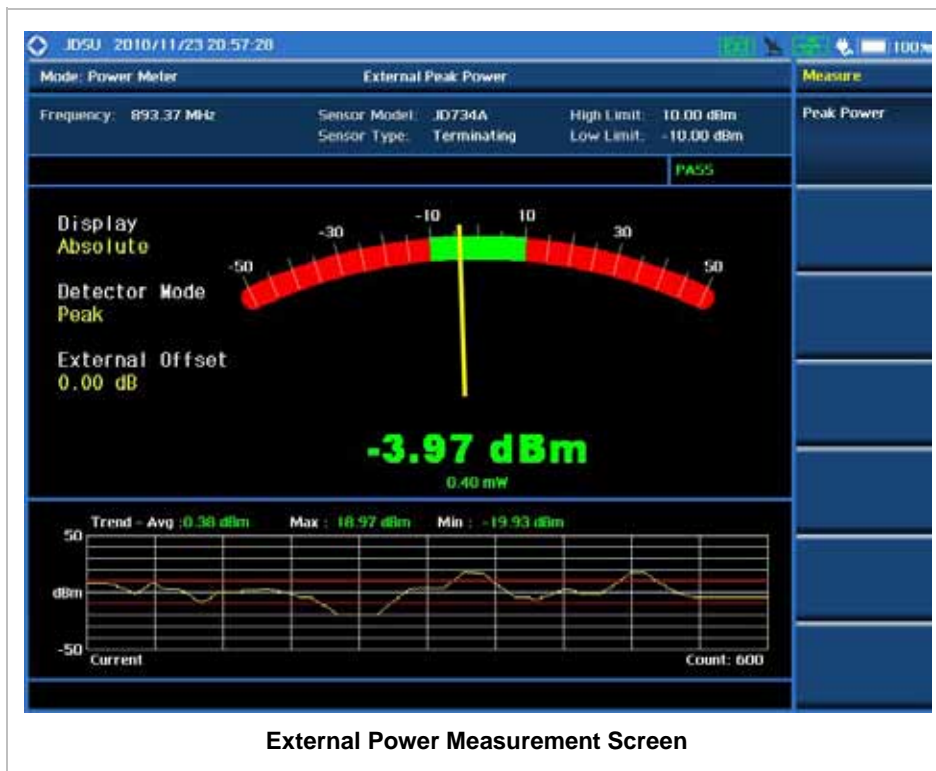 JDSU 2010/11/23 20:57:28
100%
Mode: Power Meter
External Peak Power
Measure
Frequency: 893.37 MHz
Sensor Model: JD734A
High Limit: 10.00 dBm
Peak Power
Sensor Type: Terminating
Low Limit: -10.00 dBm
PASS
Display
Absolute
Detector Mode
Peak
External Offset
0.00 dB
-50
-30
-10
10
30
50
-3.97 dBm
0.40 mW
Trend - Avg :0.38 dBm Max : 18.97 dBm Min : -19.93 dBm
50
dBm
-50
Current
Count: 600
External Power Measurement Screen